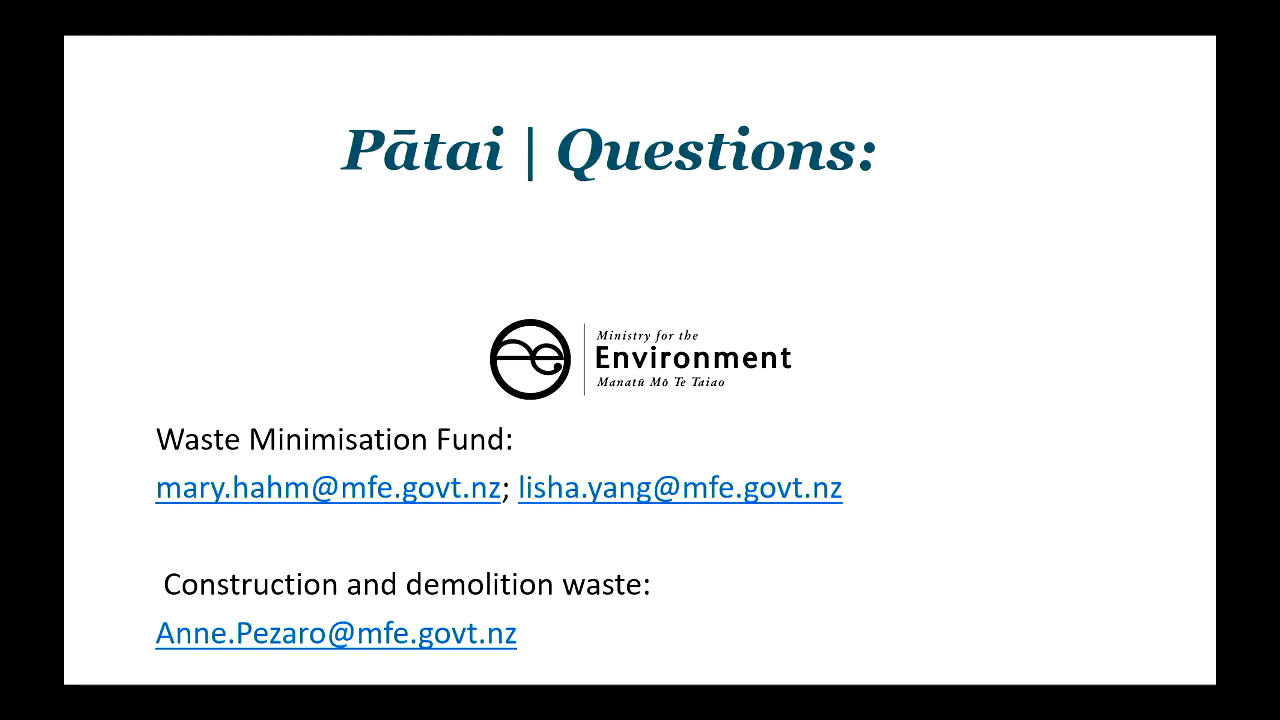 Pātai | Questions:
Ministry for the
Environment
Manatū Mō Te Taiao
Waste Minimisation Fund:
mary.hahm@mfe.govt.nz; lisha.yang@mfe.govt.nz
Construction and demolition waste:
Anne.Pezaro@mfe.govt.nz